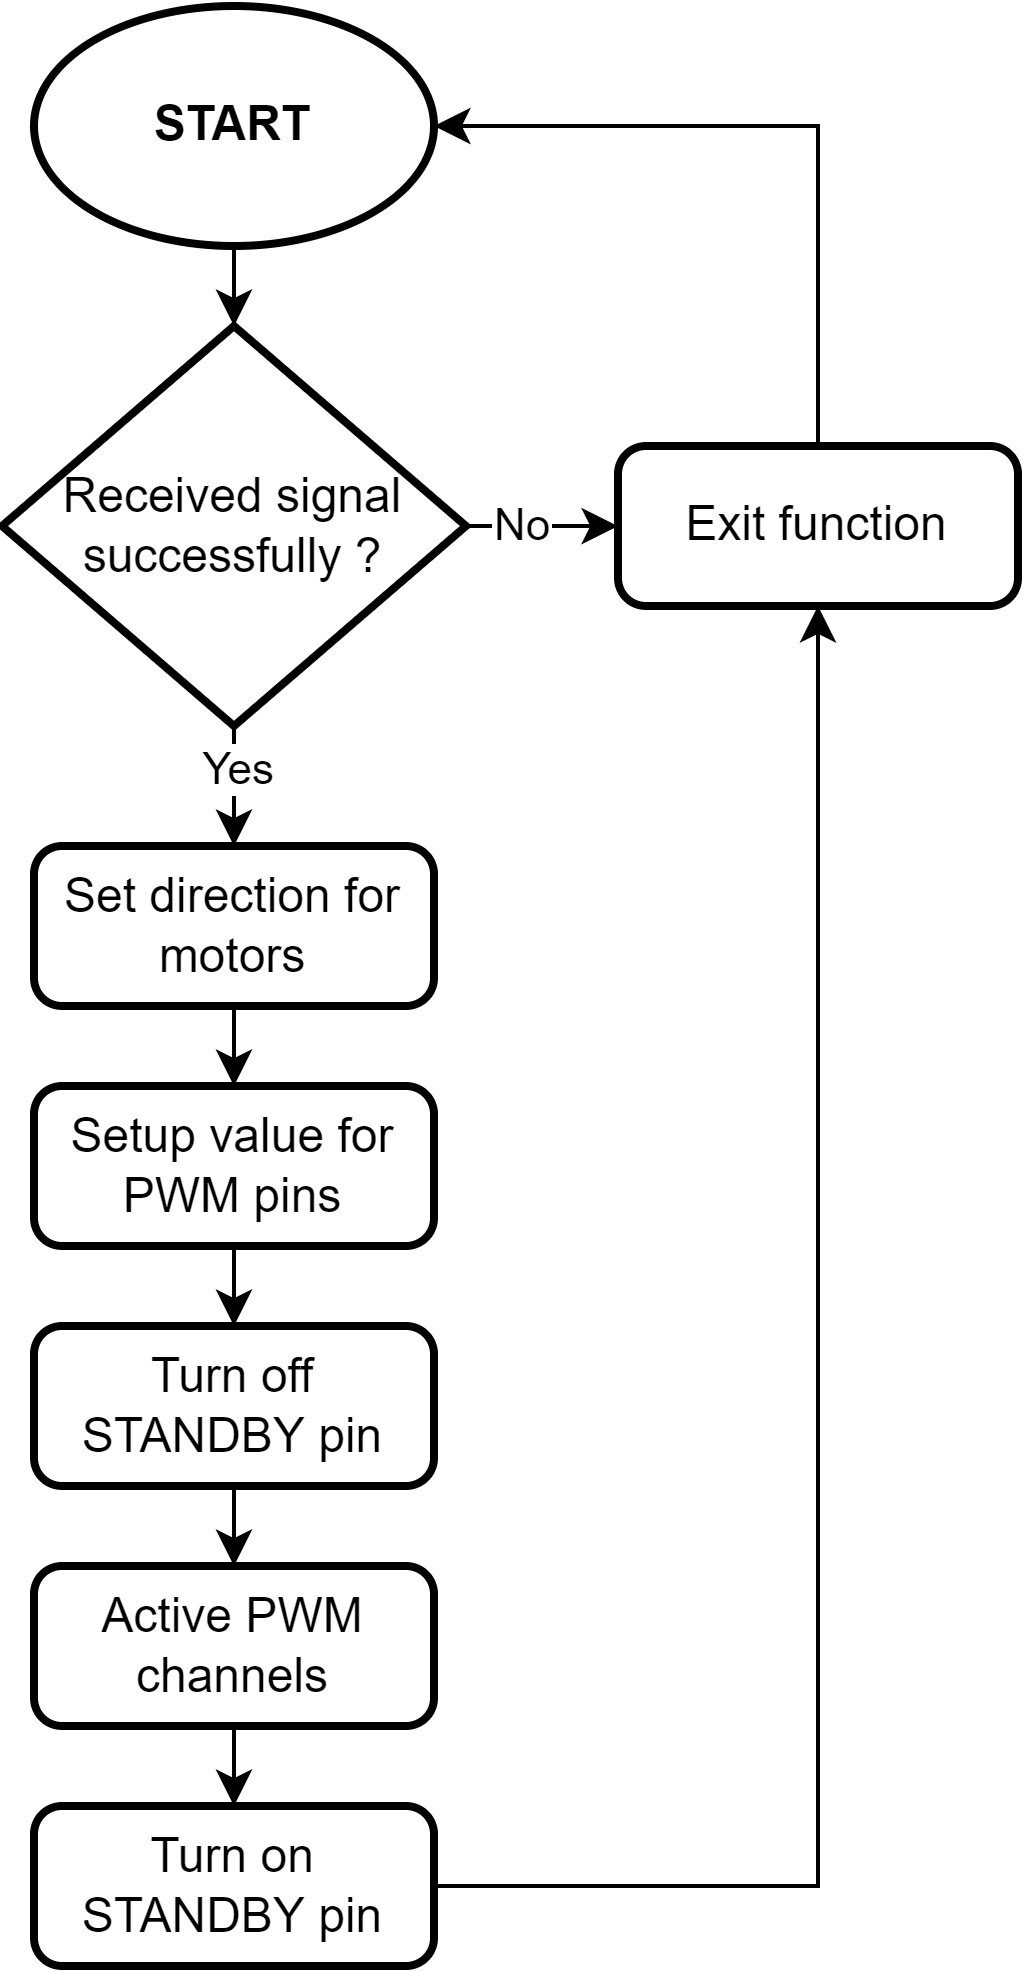 START
Received signal
successfully ?
No
Exit function
Yes
Set direction for
motors
Setup value for
PWM pins
Turn off
STANDBY pin
Active PWM
channels
Turn on
STANDBY pin